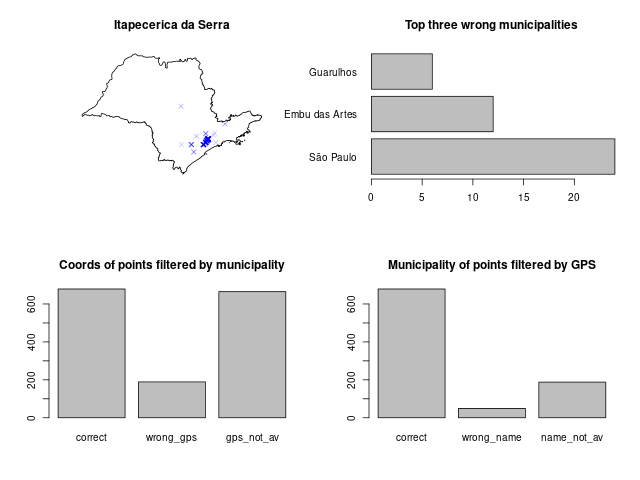 Itapecerica da Serra
Top three wrong municipalities
Guarulhos
Embu das Artes
São Paulo
0 5 10 15 20
Coords of points filtered by municipality
0 200 400 600
correct wrong_gps gps_not_av
Municipality of points filtered by GPS
0 200 400 600
correct wrong_name name_not_av